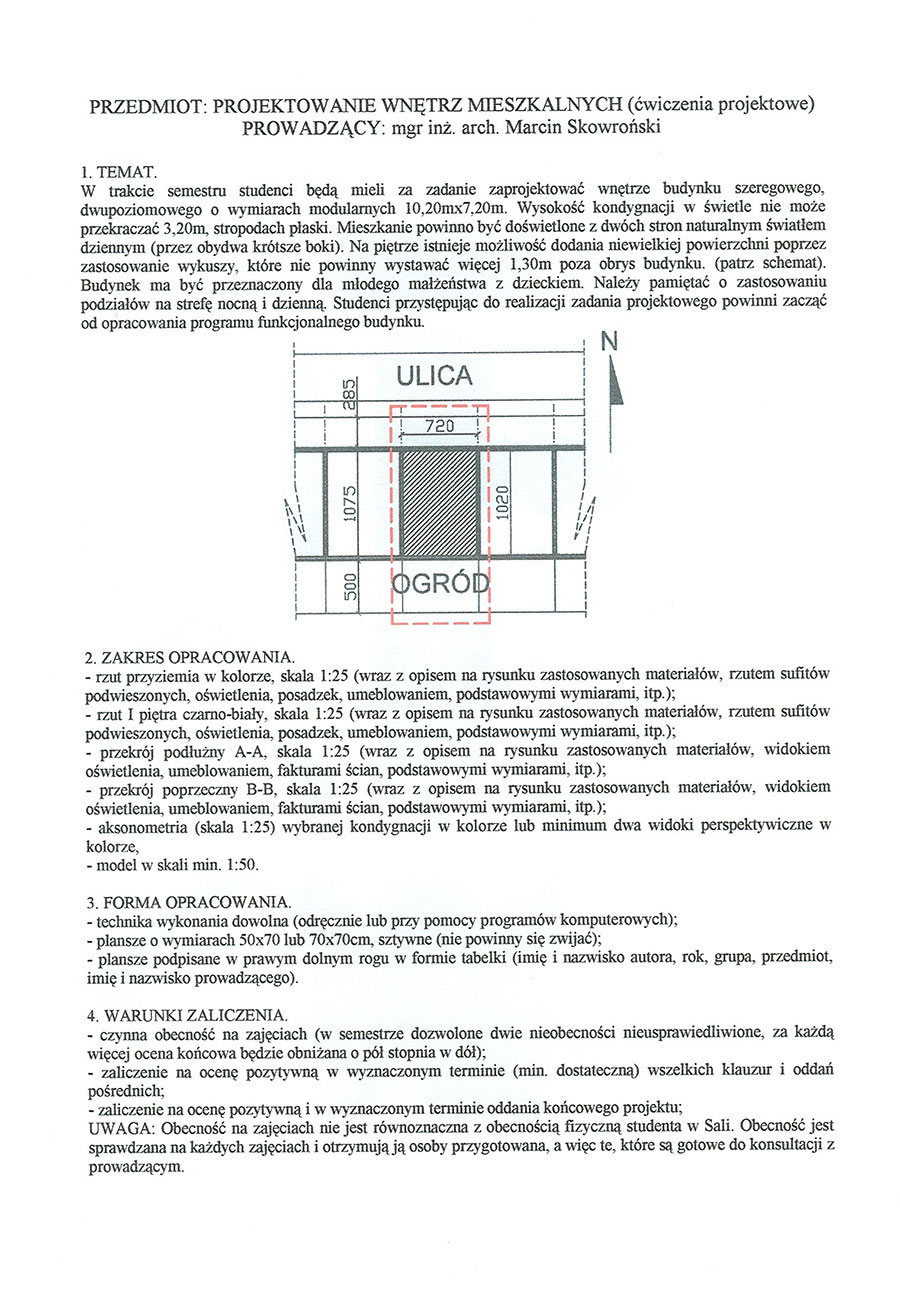 PRZEDMIOT: PROJEKTOWANIE WNĘTRZ MIESZKALNYCH (ćwiczenia projektowe)
PROWADZĄCY: mgr inż. arch. Marcin Skowroński
1. TEMAT.
W trakcie semestru studenci będą mieli za zadanie zaprojektować wnętrze budynku szeregowego,
dwupoziomowego o wymiarach modularnych 10,20mx7,20m. Wysokość kondygnacji w świetle nie może
przekraczać 3,20m, stropodach płaski. Mieszkanie powinno być doświetlone z dwóch stron naturalnym światłem
dziennym (przez obydwa krótsze boki). Na piętrze istnieje możliwość dodania niewielkiej powierzchni poprzez
zastosowanie wykuszy, które nie powinny wystawać więcej 1,30m poza obrys budynku. (patrz schemat).
Budynek ma być przeznaczony dla młodego małżeństwa z dzieckiem. Należy pamiętać o zastosowaniu
podziałów na strefę nocną i dzienną. Studenci przystępując do realizacji zadania projektowego powinni zacząć
od opracowania programu funkcjonalnego budynku.
N
ULICA
285
720
1075
1020
500
OGRÓD
2. ZAKRES OPRACOWANIA.
- rzut przyziemia w kolorze, skala 1:25 (wraz z opisem na rysunku zastosowanych materiałów, rzutem sufitów
podwieszonych, oświetlenia, posadzek, umeblowaniem, podstawowymi wymiarami, itp.);
- rzut I piętra czarno-biały, skala 1:25 (wraz z opisem na rysunku zastosowanych materiałów, rzutem sufitów
podwieszonych, oświetlenia, posadzek, umeblowaniem, podstawowymi wymiarami, itp.);
- przekrój podłużny A-A, skala 1:25 (wraz z opisem na rysunku zastosowanych materiałów, widokiem
oświetlenia, umeblowaniem, fakturami ścian, podstawowymi wymiarami, itp.);
- przekrój poprzeczny B-B, skala 1:25 (wraz z opisem na rysunku zastosowanych materiałów, widokiem
oświetlenia, umeblowaniem, fakturami ścian, podstawowymi wymiarami, itp.);
- aksonometria (skala 1:25) wybranej kondygnacji w kolorze lub minimum dwa widoki perspektywiczne w
kolorze,
- model w skali min. 1:50.
3. FORMA OPRACOWANIA.
- technika wykonania dowolna (odręcznie lub przy pomocy programów komputerowych);
- plansze o wymiarach 50x70 lub 70x70cm, sztywne (nie powinny się zwijać);
- plansze podpisane w prawym dolnym rogu w formie tabelki (imię i nazwisko autora, rok, grupa, przedmiot,
imię i nazwisko prowadzącego).
4. WARUNKI ZALICZENIA.
- czynna obecność na zajęciach (w semestrze dozwolone dwie nieobecności nieusprawiedliwione, za każdą
więcej ocena końcowa będzie obniżana o pół stopnia w dół);
- zaliczenie na ocenę pozytywną w wyznaczonym terminie (min. dostateczną) wszelkich klauzur i oddań
pośrednich;
- zaliczenie na ocenę pozytywną i w wyznaczonym terminie oddania końcowego projektu;
UWAGA: Obecność na zajęciach nie jest równoznaczna z obecnością fizyczną studenta w Sali. Obecność jest
sprawdzana na każdych zajęciach i otrzymują ją osoby przygotowana, a więc te, które są gotowe do konsultacji z
prowadzącym.